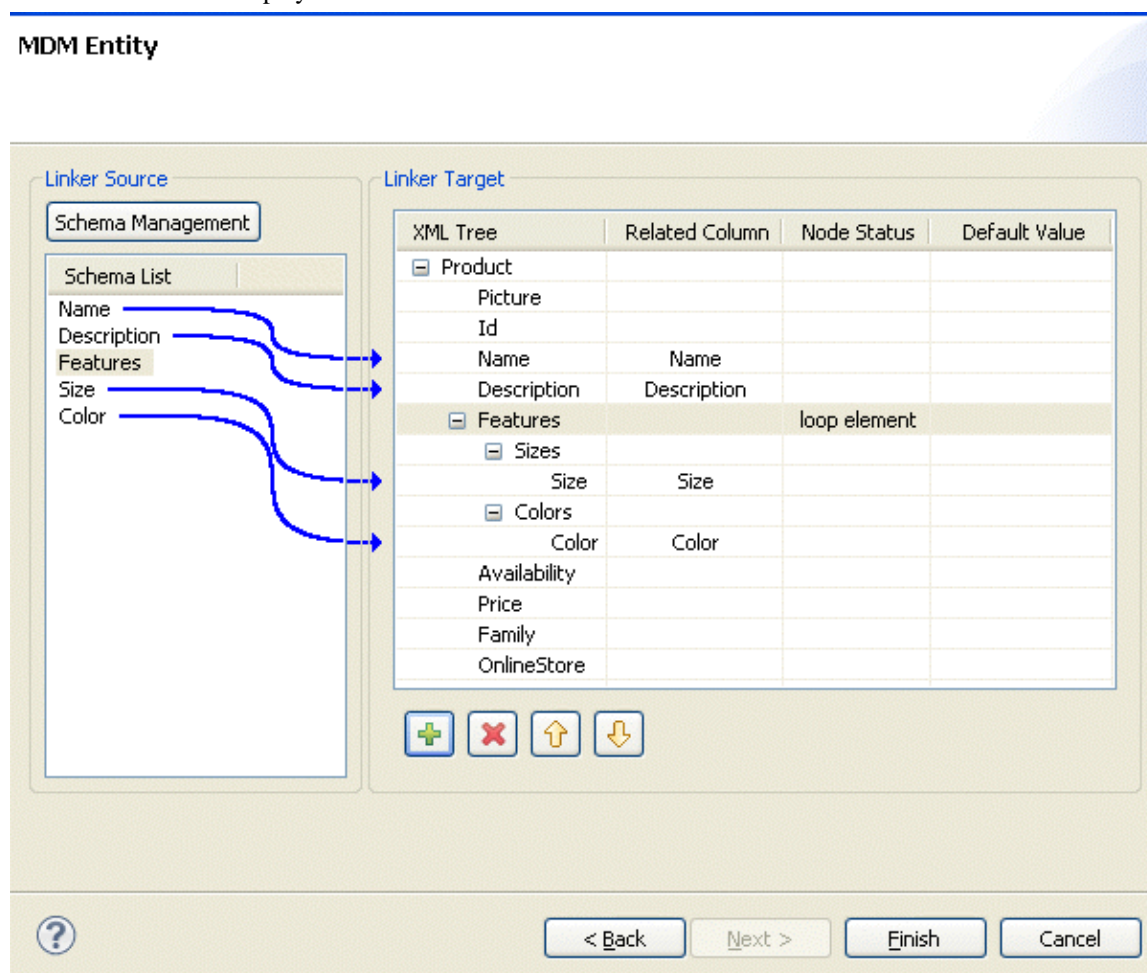 MDM Entity
Linker Source
Schema Management
Schema List
Name
Description
Features
Size
Color
Linker Target
XML Tree Related Column Node Status Default Value
Product
Picture
Id
Name Name
Description Description
Features loop element
Sizes
Size Size
Colors
Color Color
Availability
Price
Family
OnlineStore
? < Back Next > Finish Cancel